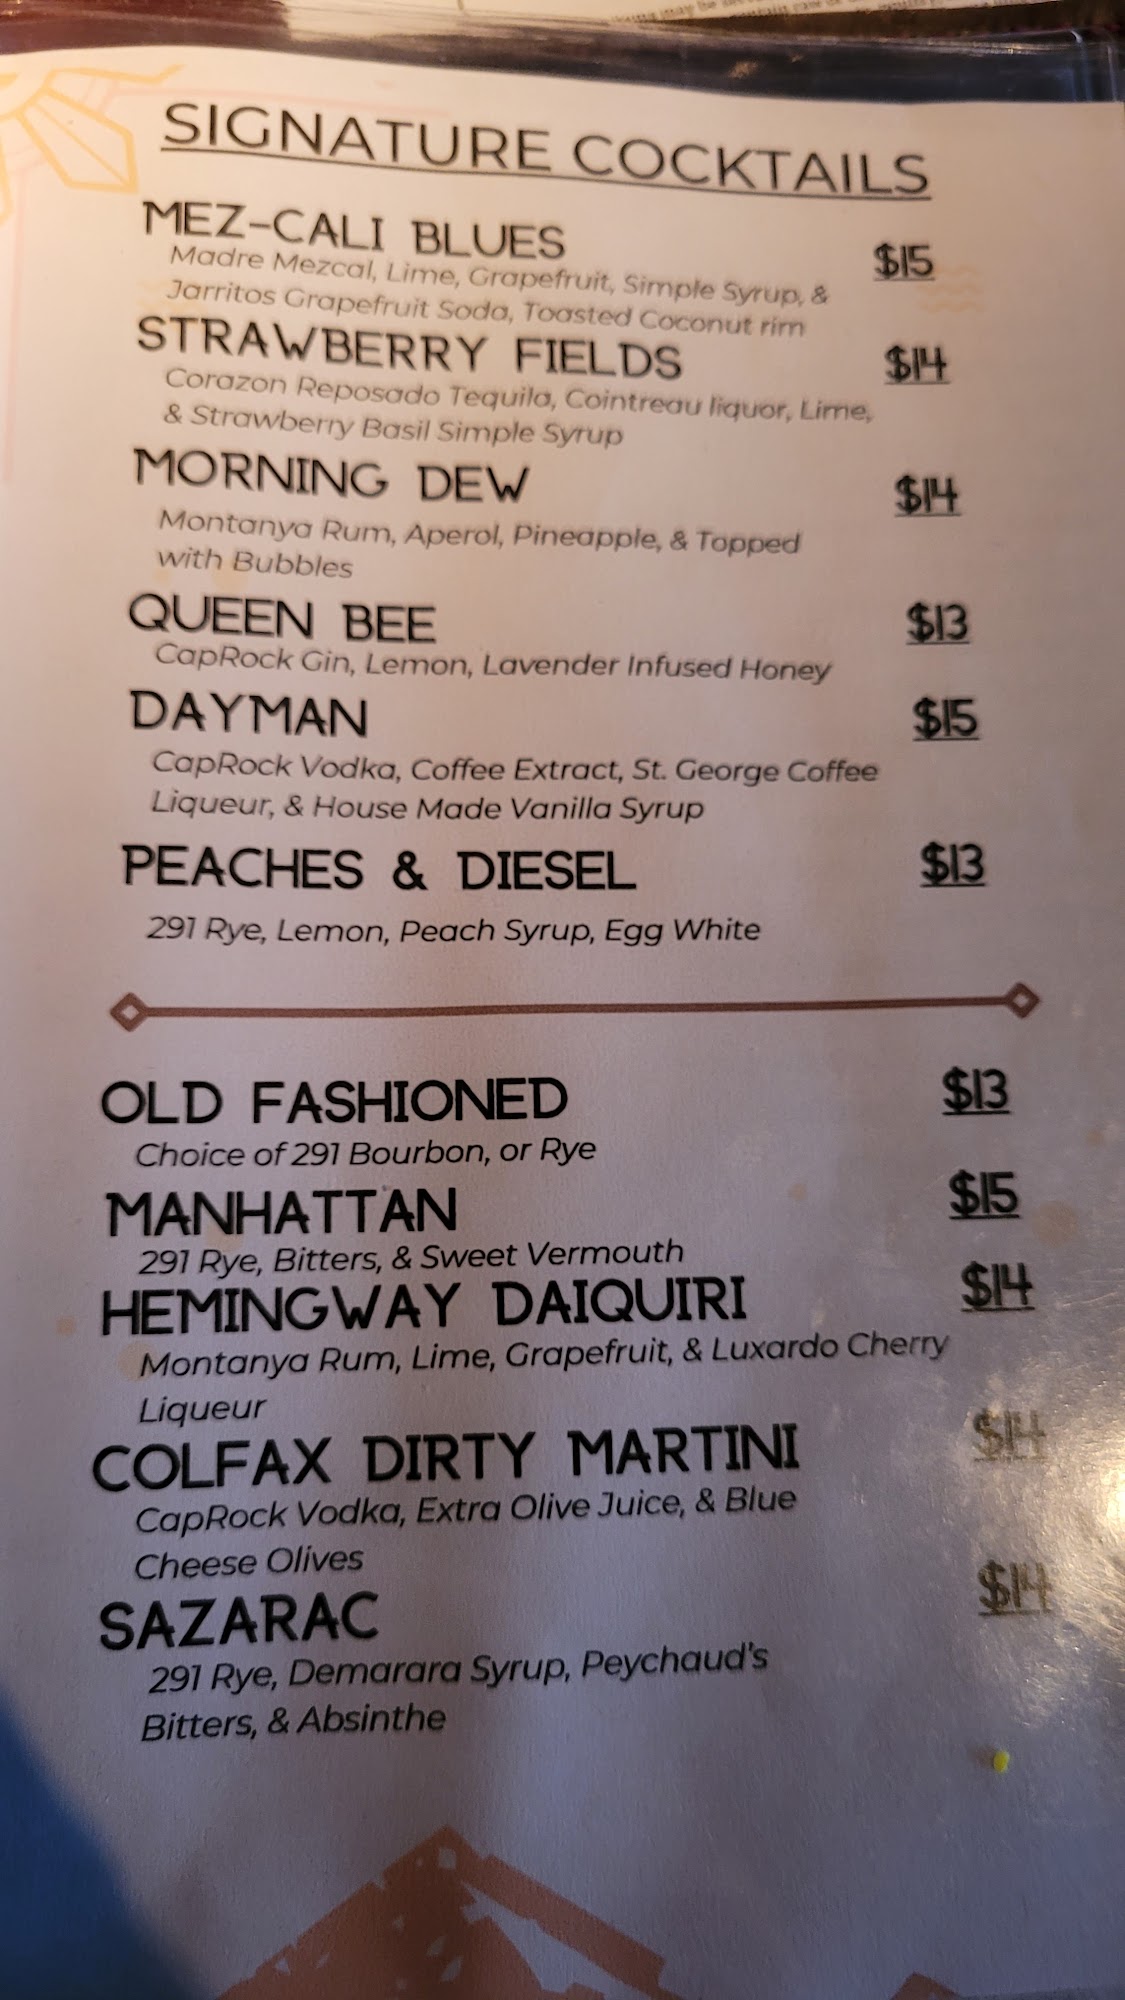 SIGNATURE COCKTAILS
MEZ-CALI BLUES $15
Madre Mezcal, Lime, Grapefruit, Simple Syrup, &
Jarritos Grapefruit Soda, Toasted Coconut rim
STRAWBERRY FIELDS $14
Corazon Reposado Tequila, Cointreau liquor, Lime,
& Strawberry Basil Simple Syrup
MORNING DEW $14
Montanya Rum, Aperol, Pineapple, & Topped
with Bubbles
QUEEN BEE $13
CapRock Gin, Lemon, Lavender Infused Honey
DAYMAN $15
CapRock Vodka, Coffee Extract, St. George Coffee
Liqueur, & House Made Vanilla Syrup
PEACHES & DIESEL $13
291 Rye, Lemon, Peach Syrup, Egg White
OLD FASHIONED $13
Choice of 291 Bourbon, or Rye
MANHATTAN $15
291 Rye, Bitters, & Sweet Vermouth
HEMINGWAY DAIQUIRI $14
Montanya Rum, Lime, Grapefruit, & Luxardo Cherry
Liqueur
COLFAX DIRTY MARTINI $14
CapRock Vodka, Extra Olive Juice, & Blue
Cheese Olives
SAZARAC $14
291 Rye, Demarara Syrup, Peychaud's
Bitters, & Absinthe